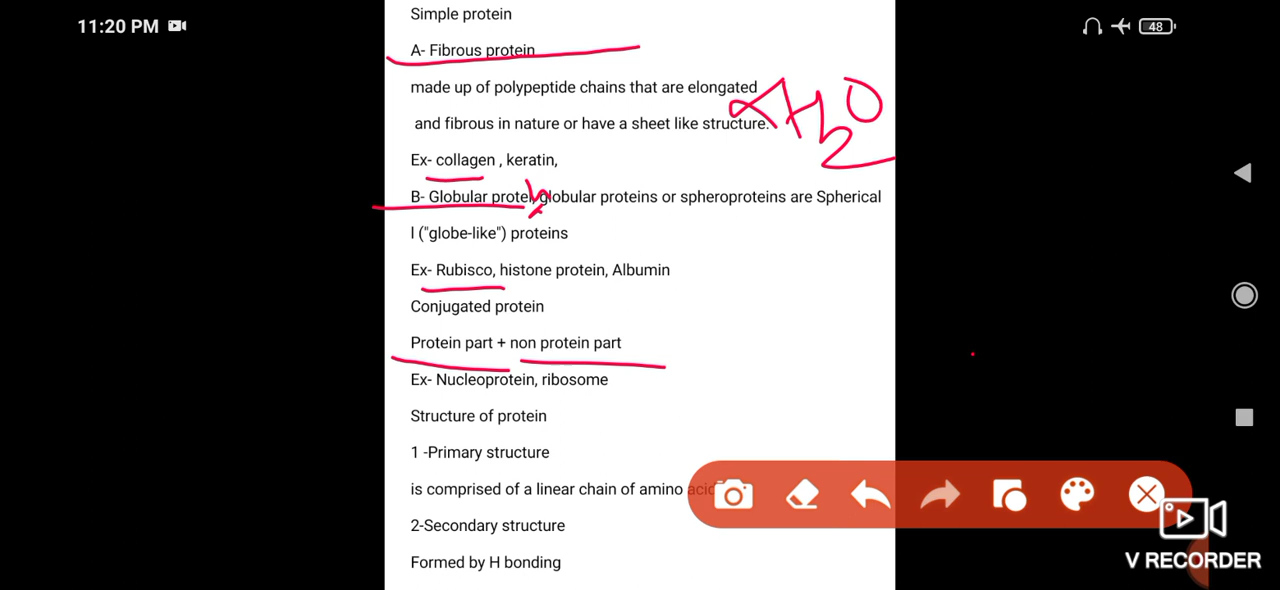 11:20 PM
48
Simple protein
A- Fibrous protein
made up of polypeptide chains that are elongated
and fibrous in nature or have a sheet like structure.
H2O
Ex- collagen , keratin,
B- Globular protein globular proteins or spheroproteins are Spherical
l ("globe-like") proteins
Ex- Rubisco, histone protein, Albumin
Conjugated protein
Protein part + non protein part
Ex- Nucleoprotein, ribosome
Structure of protein
1 -Primary structure
is comprised of a linear chain of amino acid
2-Secondary structure
Formed by H bonding
V RECORDER